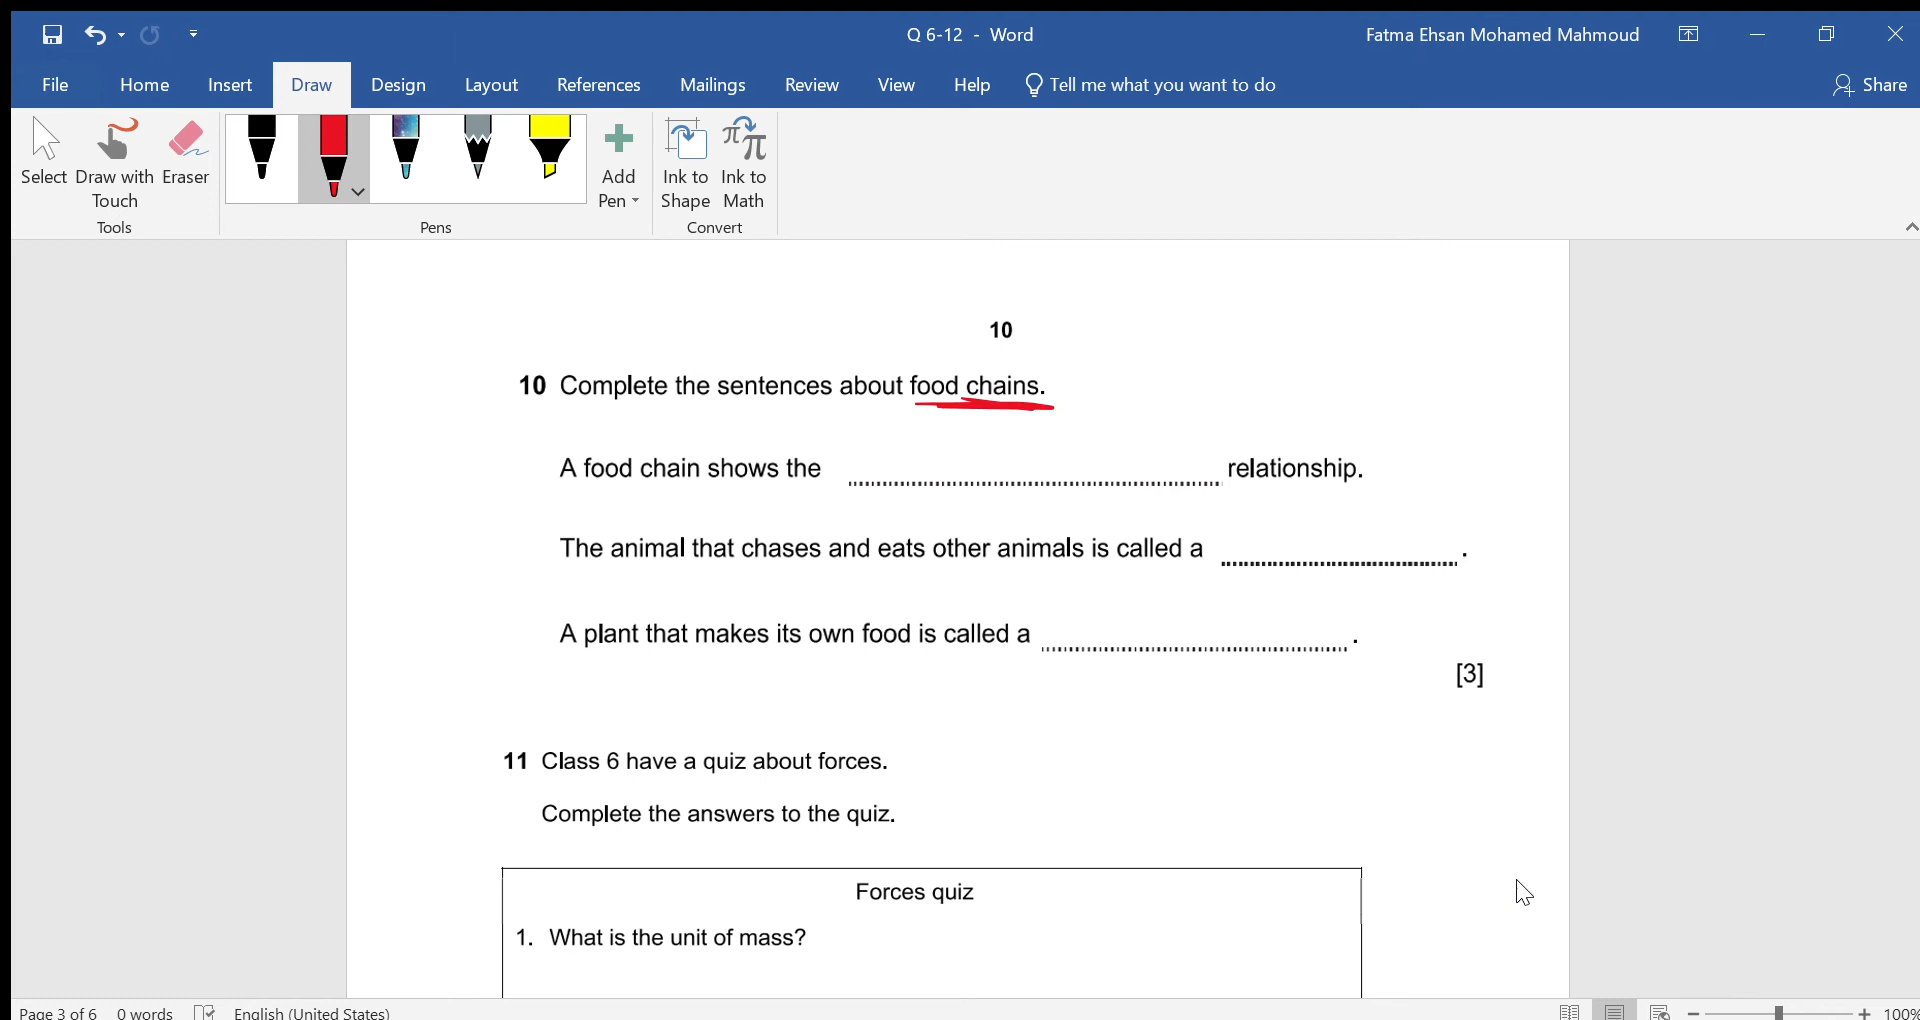 Q 6-12 - Word
Fatma Ehsan Mohamed Mahmoud
File Home Insert Draw Design Layout References Mailings Review View Help Tell me what you want to do Share
Select Draw with Touch Eraser
Add Pen
Ink to Shape Ink to Math
Tools Pens Convert
10
10 Complete the sentences about food chains.
A food chain shows the ........................................ relationship.
The animal that chases and eats other animals is called a ........................................ .
A plant that makes its own food is called a ........................................ .
[3]
11 Class 6 have a quiz about forces.
Complete the answers to the quiz.
Forces quiz
1. What is the unit of mass?
Page 3 of 6 0 words English (United States) 100%